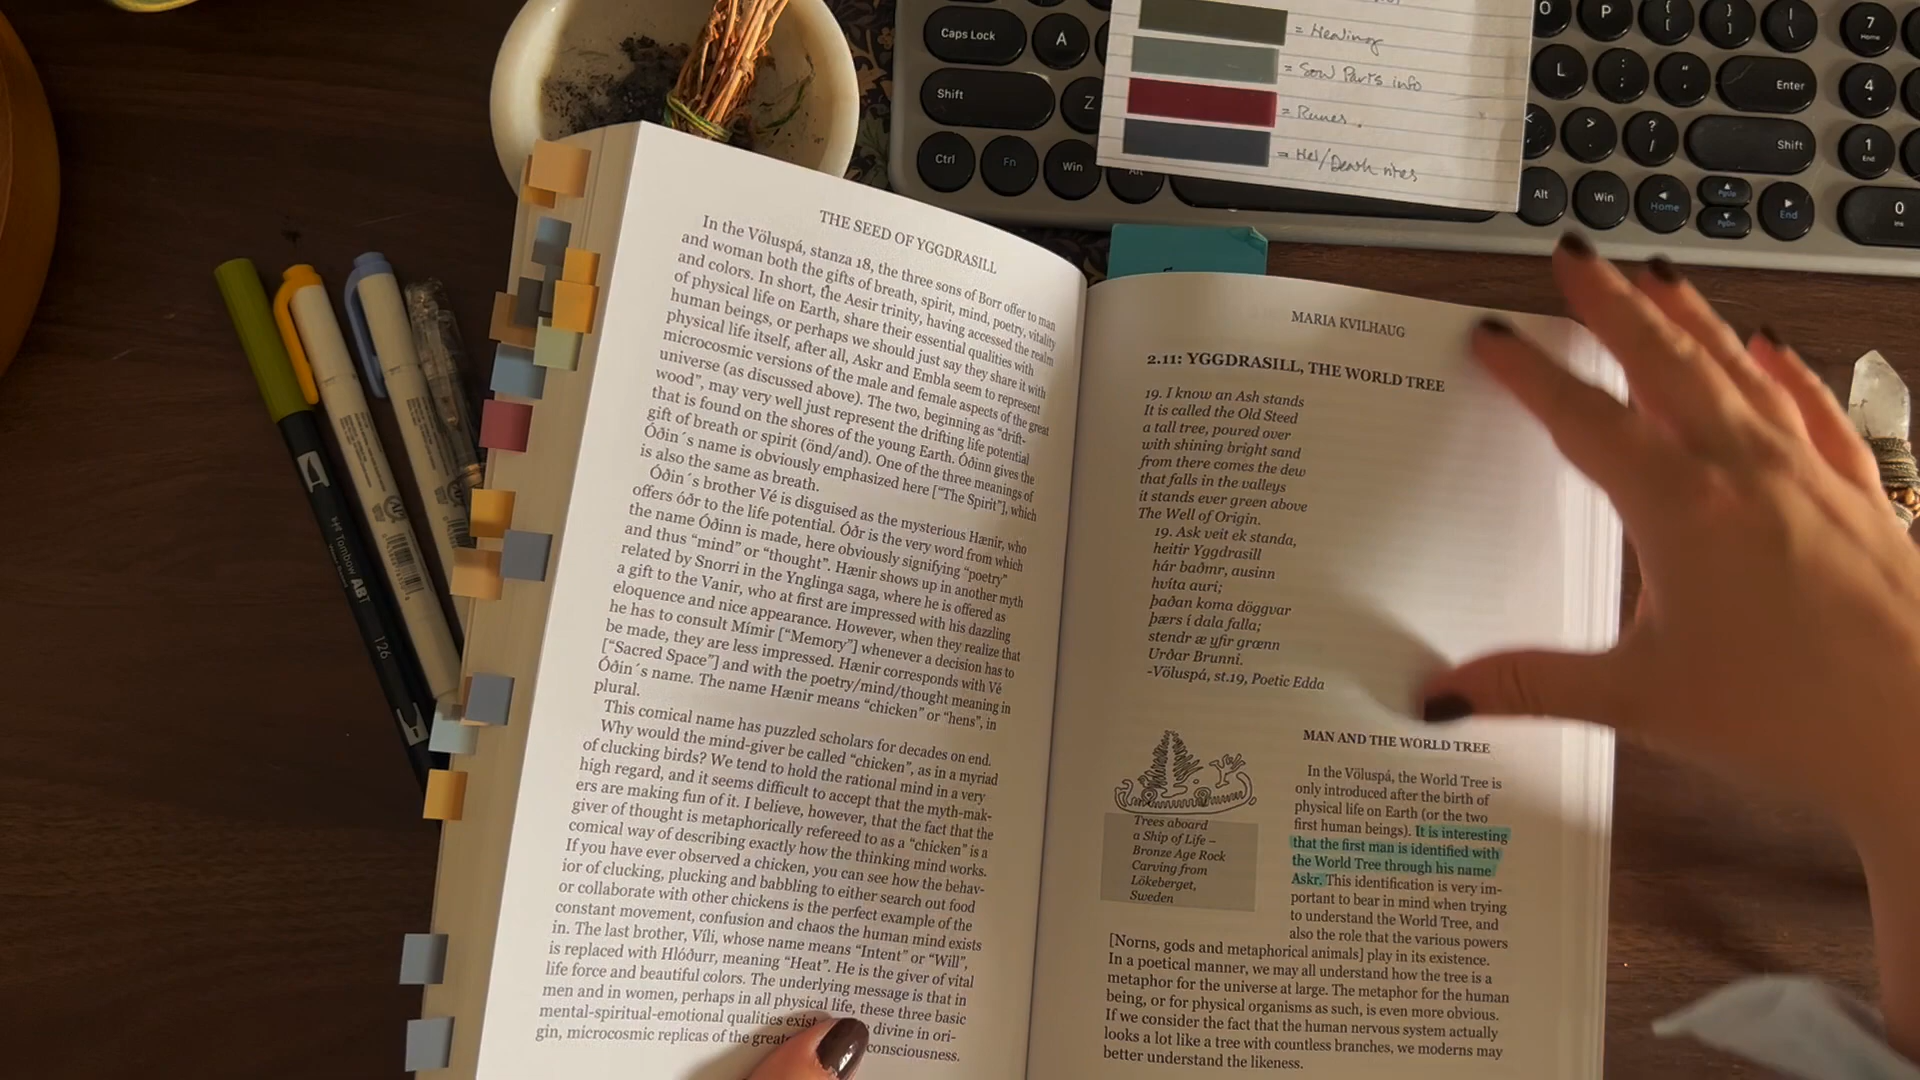 = Healing
= Sow Parts info
= Runes.
= Hel/Death rites
Caps Lock
A
Shift
Z
Ctrl
Fn
Win
Alt
O
P
{
[
}
]
|
\
7
Home
L
:
;
"
Enter
4
<
>
?
/
Shift
1
End
Alt
Win
Home
PgUp
PgDn
End
0
Ins
Tombow ABT
126
THE SEED OF YGGDRASILL
In the Völuspá, stanza 18, the three sons of Borr offer to man
and woman both the gifts of breath, spirit, mind, poetry, vitality
and colors. In short, the Aesir trinity, having accessed the realm
of physical life on Earth, share their essential qualities with
human beings, or perhaps we should just say they share it with
physical life itself, after all, Askr and Embla seem to represent
microcosmic versions of the male and female aspects of the great
universe (as discussed above). The two, beginning as “drift-
wood”, may very well just represent the drifting life potential
that is found on the shores of the young Earth. Óðinn gives the
gift of breath or spirit (önd/and). One of the three meanings of
Óðin´s name is obviously emphasized here [“The Spirit”], which
is also the same as breath.
Óðin´s brother Vé is disguised as the mysterious Hænir, who
offers óðr to the life potential. Óðr is the very word from which
the name Óðinn is made, here obviously signifying “poetry”
and thus “mind” or “thought”. Hænir shows up in another myth
related by Snorri in the Ynglinga saga, where he is offered as
a gift to the Vanir, who at first are impressed with his dazzling
eloquence and nice appearance. However, when they realize that
he has to consult Mímir [“Memory”] whenever a decision has to
be made, they are less impressed. Hænir corresponds with Vé
[“Sacred Space”] and with the poetry/mind/thought meaning in
Óðin´s name. The name Hænir means “chicken” or “hens”, in
plural.
This comical name has puzzled scholars for decades on end.
Why would the mind-giver be called “chicken”, as in a myriad
of clucking birds? We tend to hold the rational mind in a very
high regard, and it seems difficult to accept that the myth-mak-
ers are making fun of it. I believe, however, that the fact that the
giver of thought is metaphorically refereed to as a “chicken” is a
comical way of describing exactly how the thinking mind works.
If you have ever observed a chicken, you can see how the behav-
ior of clucking, plucking and babbling to either search out food
or collaborate with other chickens is the perfect example of the
constant movement, confusion and chaos the human mind exists
in. The last brother, Víli, whose name means “Intent” or “Will”,
is replaced with Hlóðurr, meaning “Heat”. He is the giver of vital
life force and beautiful colors. The underlying message is that in
men and in women, perhaps in all physical life, these three basic
mental-spiritual-emotional qualities exist divine in ori-
gin, microcosmic replicas of the great consciousness.
MARIA KVILHAUG
2.11: YGGDRASILL, THE WORLD TREE
19. I know an Ash stands
It is called the Old Steed
a tall tree, poured over
with shining bright sand
from there comes the dew
that falls in the valleys
it stands ever green above
The Well of Origin.
19. Ask veit ek standa,
heitir Yggdrasill
hár baðmr, ausinn
hvíta auri;
þaðan koma döggvar
þærs í dala falla;
stendr æ yfir grænn
Urðar Brunni.
-Völuspá, st.19, Poetic Edda
Trees aboard
a Ship of Life –
Bronze Age Rock
Carving from
Lökeberget,
Sweden
MAN AND THE WORLD TREE
In the Völuspá, the World Tree is
only introduced after the birth of
physical life on Earth (or the two
first human beings). It is interesting
that the first man is identified with
the World Tree through his name
Askr. This identification is very im-
portant to bear in mind when trying
to understand the World Tree, and
also the role that the various powers
[Norns, gods and metaphorical animals] play in its existence.
In a poetical manner, we may all understand how the tree is a
metaphor for the universe at large. The metaphor for the human
being, or for physical organisms as such, is even more obvious.
If we consider the fact that the human nervous system actually
looks a lot like a tree with countless branches, we moderns may
better understand the likeness.